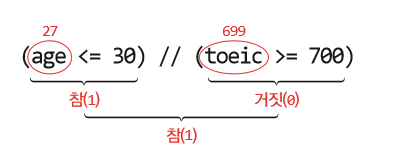 27 699
(age <= 30) // (toeic >= 700)
참(1) 거짓(0)
참(1)